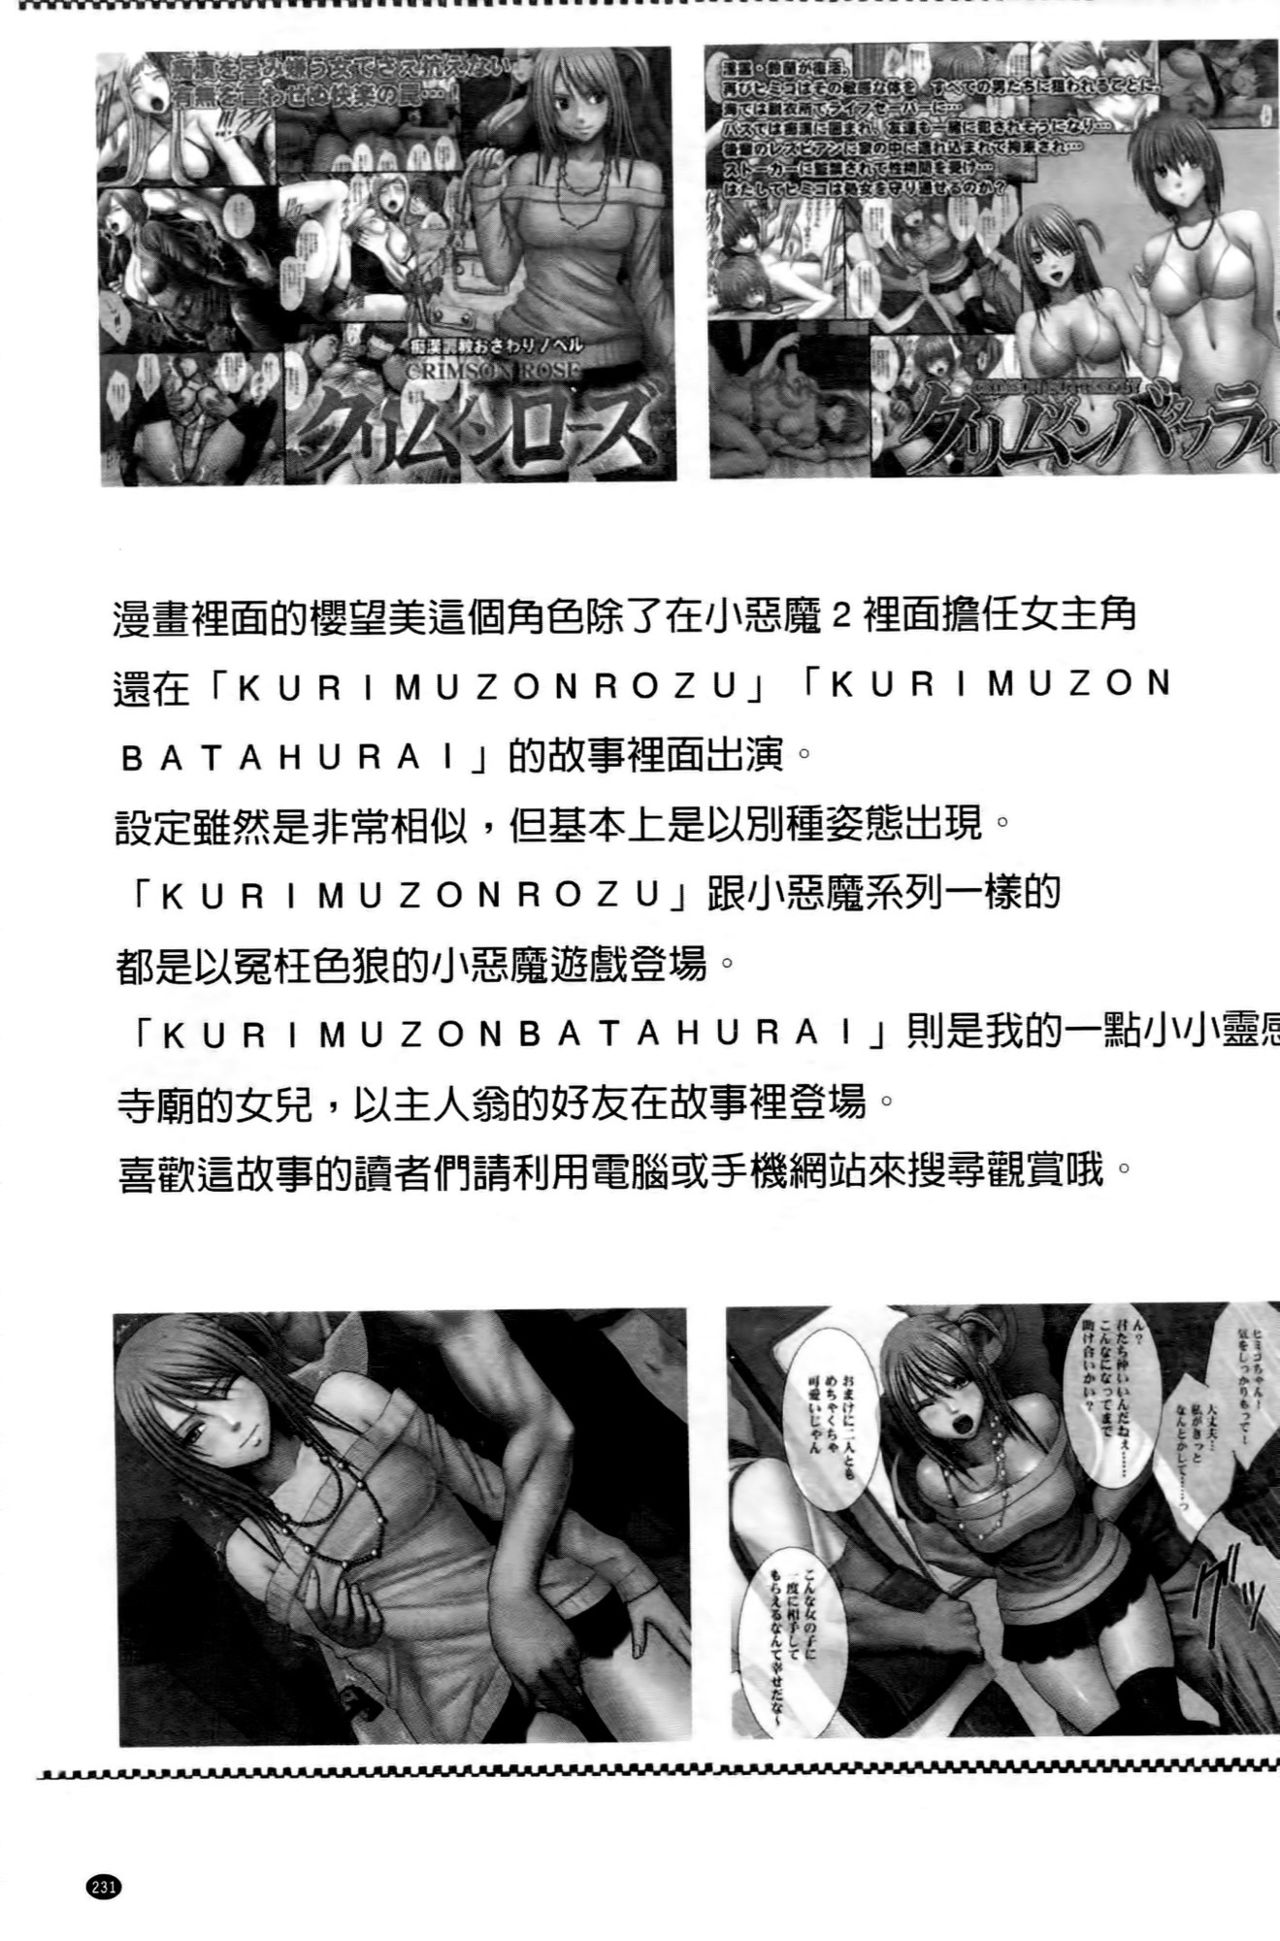 痴漢を忌み嫌う女でさえ抗えない
有無を言わせぬ快楽の罠…!
痴漢調教おさわりノベル
CRIMSON ROSE
クリムゾンローズ
淫霊・鈴蘭が復活。
再びヒミコはその敏感な体を、すべての男たちに狙われるてとに。
海では脱衣所でライフセーバーに…
バスでは痴漢に囲まれ、友達も一緒に犯されそうになり…
後輩のレズビアンに家の中に連れ込まれて拘束され…
ストーカーに監禁されて性拷問を受け…
はたしてヒミコは処女を守り通せるのか?
クリムゾンバタフライ
漫畫裡面的櫻望美這個角色除了在小惡魔2裡面擔任女主角
還在「KURIMUZONROZU」「KURIMUZON
BATAHURAI」的故事裡面出演。
設定雖然是非常相似，但基本上是以別種姿態出現。
「KURIMUZONROZU」跟小惡魔系列一樣的
都是以冤枉色狼的小惡魔遊戲登場。
「KURIMUZONBATAHURAI」則是我的一點小小靈感
寺廟的女兒，以主人翁的好友在故事裡登場。
喜歡這故事的讀者們請利用電腦或手機網站來搜尋觀賞哦。
ヒミコちゃん!
気をしっかりもって!
大丈夫…
私がきっと
なんとかして……っ
ん?
君たち仲いいんだねぇ……
こんなになってまで
助け合いかい?
おまけに二人とも
めちゃくちゃ
可愛いじゃん
こんな女の子に
一度に相手して
もらえるなんて幸せだな～
グッ
231